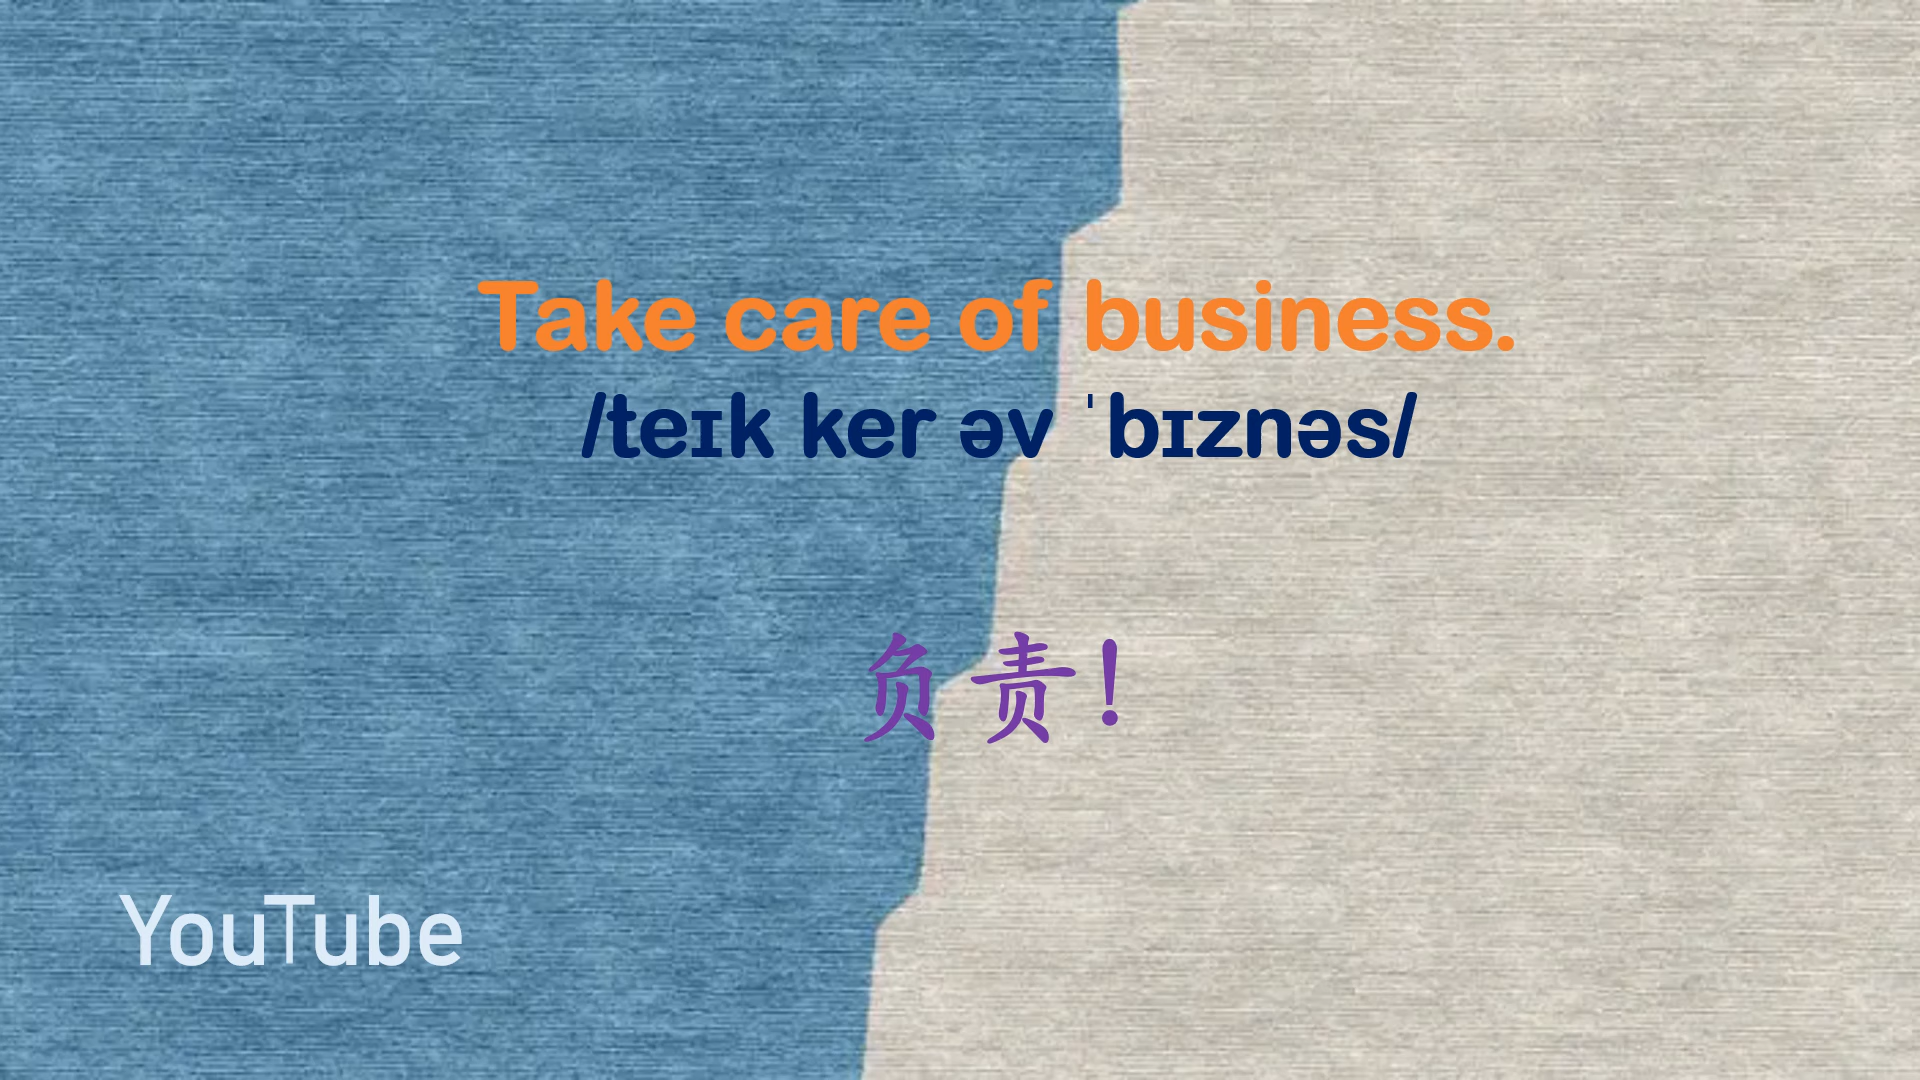 Take care of business.
/teɪk ker əv ˈbɪznəs/
负责！
YouTube